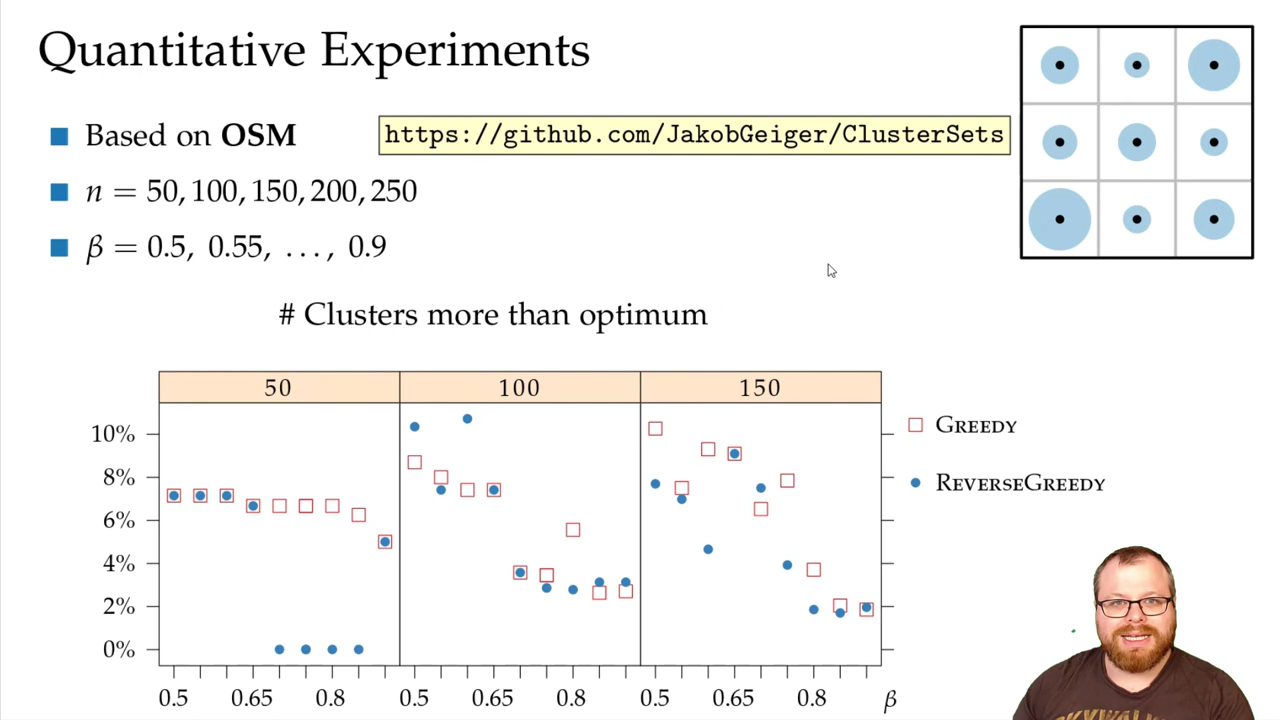 Quantitative Experiments
Based on OSM
https://github.com/JakobGeiger/ClusterSets
n = 50, 100, 150, 200, 250
β = 0.5, 0.55, ..., 0.9
# Clusters more than optimum
50 100 150
10%
8%
6%
4%
2%
0%
0.5 0.65 0.8 0.5 0.65 0.8 0.5 0.65 0.8 β
GREEDY
REVERSEGREEDY